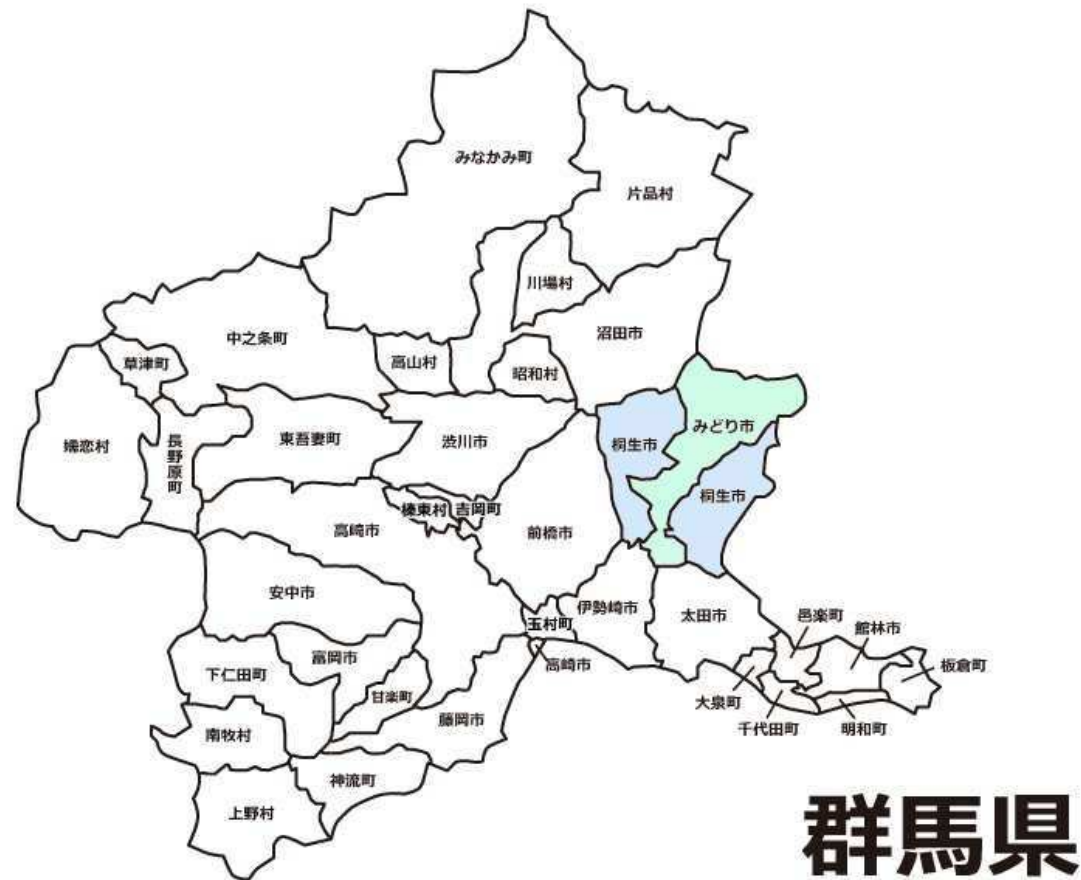 みなかみ町
片品村
川場村
沼田市
中之条町
高山村
昭和村
草津町
みどり市
嬬恋村
長野原町
東吾妻町
渋川市
桐生市
桐生市
榛東村
吉岡町
高崎市
前橋市
安中市
伊勢崎市
玉村町
太田市
邑楽町
館林市
富岡市
高崎市
板倉町
下仁田町
甘楽町
大泉町
藤岡市
千代田町
明和町
南牧村
神流町
上野村
群馬県